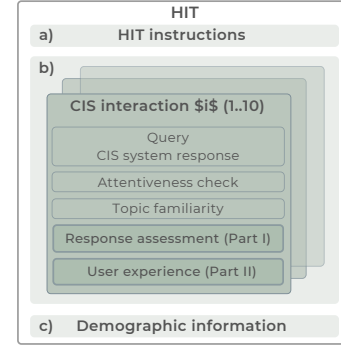 HIT
a) HIT instructions
b)
CIS interaction $i$ (1..10)
Query
CIS system response
Attentiveness check
Topic familiarity
Response assessment (Part I)
User experience (Part II)
c) Demographic information